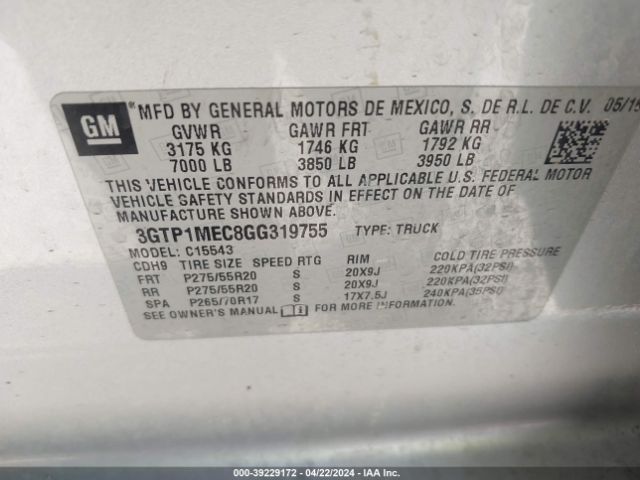 GM
MFD BY GENERAL MOTORS DE MEXICO, S. DE R.L. DE C.V. 05/15
GVWR GAWR FRT GAWR RR
3175 KG 1746 KG 1792 KG
7000 LB 3850 LB 3950 LB
THIS VEHICLE CONFORMS TO ALL APPLICABLE U.S. FEDERAL MOTOR
VEHICLE SAFETY STANDARDS IN EFFECT ON THE DATE OF
MANUFACTURE SHOWN ABOVE.
3GTP1MEC8GG319755 TYPE: TRUCK
MODEL: C15543
CDH9 TIRE SIZE SPEED RTG RIM COLD TIRE PRESSURE
FRT P275/55R20 S 20X9J 220KPA(32PSI)
RR P275/55R20 S 20X9J 220KPA(32PSI)
SPA P265/70R17 S 17X7.5J 240KPA(35PSI)
SEE OWNER'S MANUAL FOR MORE INFORMATION
000-39229172 - 04/22/2024 - IAA Inc.